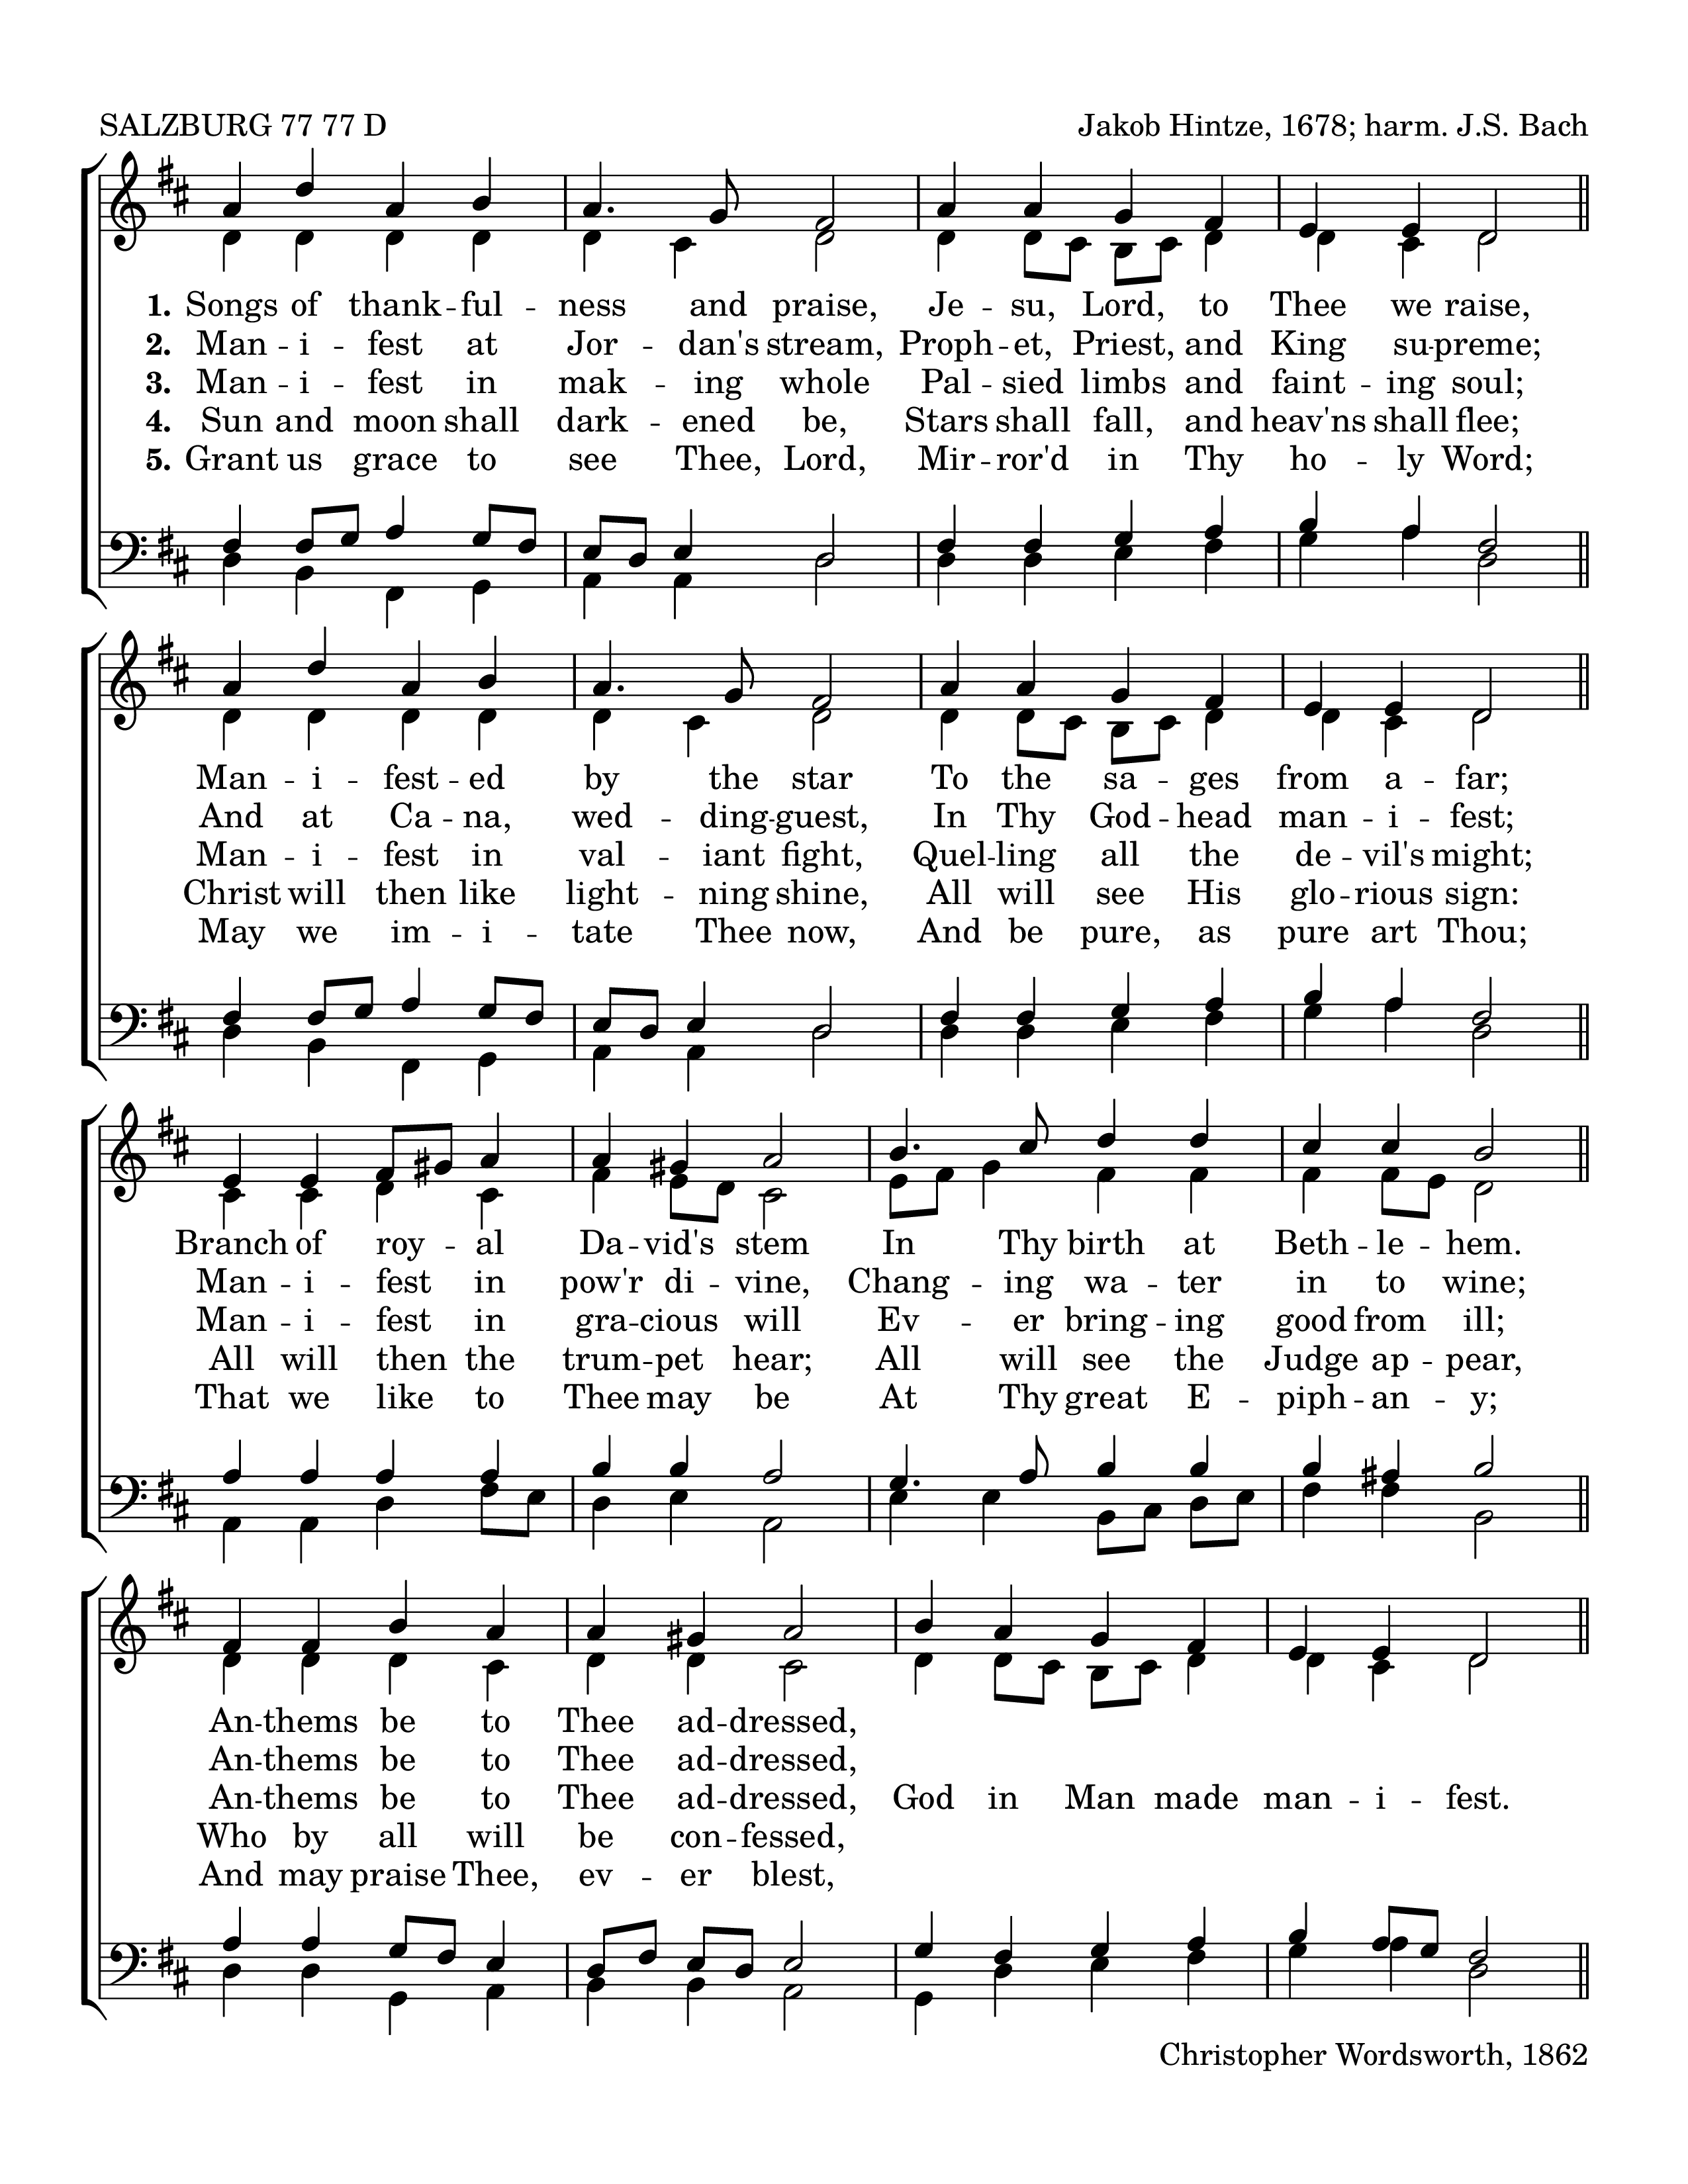 SALZBURG 77 77 D
Jakob Hintze, 1678; harm. J.S. Bach
1. Songs of thank -- ful -- ness and praise, Je -- su, Lord, to Thee we raise,
2. Man -- i -- fest at Jor -- dan's stream, Proph -- et, Priest, and King su -- preme;
3. Man -- i -- fest in mak -- ing whole Pal -- sied limbs and faint -- ing soul;
4. Sun and moon shall dark -- ened be, Stars shall fall, and heav'ns shall flee;
5. Grant us grace to see Thee, Lord, Mir -- ror'd in Thy ho -- ly Word;
Man -- i -- fest -- ed by the star To the sa -- ges from a -- far;
And at Ca -- na, wed -- ding -- guest, In Thy God -- head man -- i -- fest;
Man -- i -- fest in val -- iant fight, Quel -- ling all the de -- vil's might;
Christ will then like light -- ning shine, All will see His glo -- rious sign:
May we im -- i -- tate Thee now, And be pure, as pure art Thou;
Branch of roy -- al Da -- vid's stem In Thy birth at Beth -- le -- hem.
Man -- i -- fest in pow'r di -- vine, Chang -- ing wa -- ter in to wine;
Man -- i -- fest in gra -- cious will Ev -- er bring -- ing good from ill;
All will then the trum -- pet hear; All will see the Judge ap -- pear,
That we like to Thee may be At Thy great E -- piph -- an -- y;
An -- thems be to Thee ad -- dressed,
An -- thems be to Thee ad -- dressed,
An -- thems be to Thee ad -- dressed, God in Man made man -- i -- fest.
Who by all will be con -- fessed,
And may praise Thee, ev -- er blest,
Christopher Wordsworth, 1862